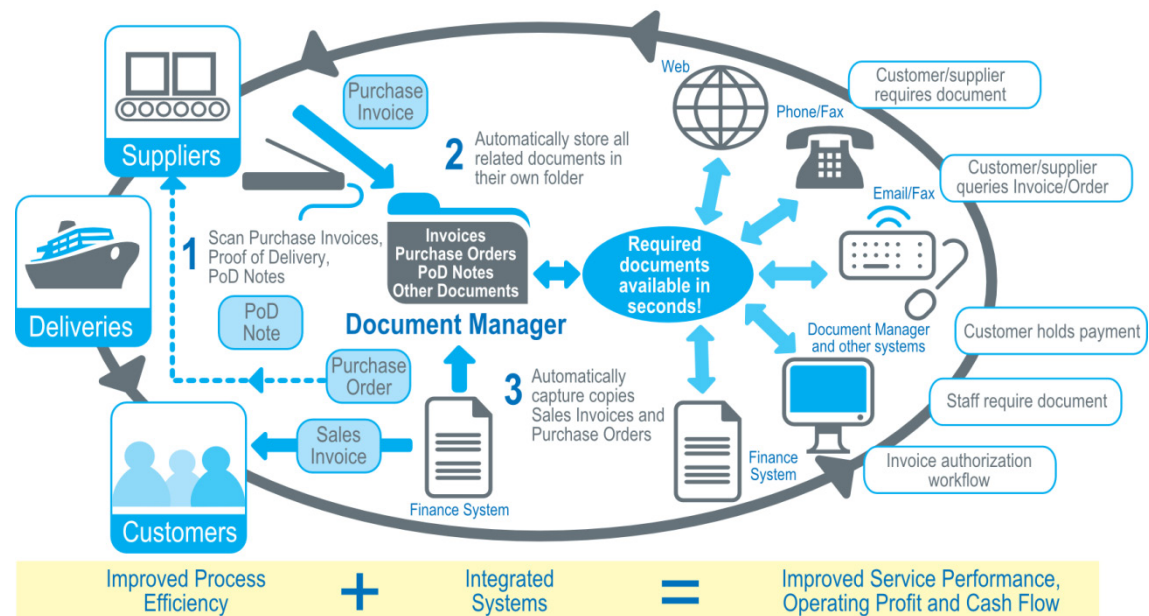 Suppliers
Deliveries
Customers
Purchase
Invoice
1
Scan Purchase Invoices,
Proof of Delivery,
PoD Notes
PoD
Note
Purchase
Order
Sales
Invoice
2
Automatically store all
related documents in
their own folder
Invoices
Purchase Orders
PoD Notes
Other Documents
Document Manager
3
Automatically
capture copies
Sales Invoices and
Purchase Orders
Finance System
Required
documents
available in
seconds!
Web
Phone/Fax
Email/Fax
Document Manager
and other systems
Finance
System
Customer/supplier
requires document
Customer/supplier
queries Invoice/Order
Customer holds payment
Staff require document
Invoice authorization
workflow
Improved Process
Efficiency
+
Integrated
Systems
=
Improved Service Performance,
Operating Profit and Cash Flow